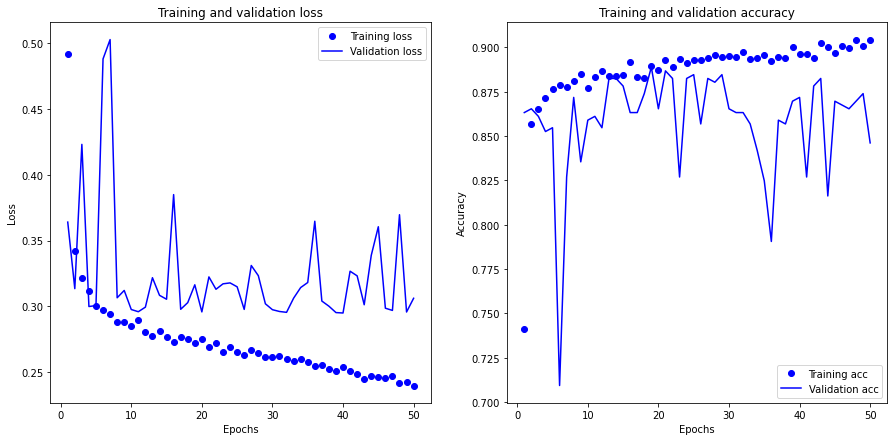 Training and validation loss
Training loss
Validation loss
0.50
0.45
0.40
0.35
0.30
0.25
Loss
0 10 20 30 40 50
Epochs
Training and validation accuracy
0.900
0.875
0.850
0.825
0.800
0.775
0.750
0.725
0.700
Accuracy
Training acc
Validation acc
0 10 20 30 40 50
Epochs